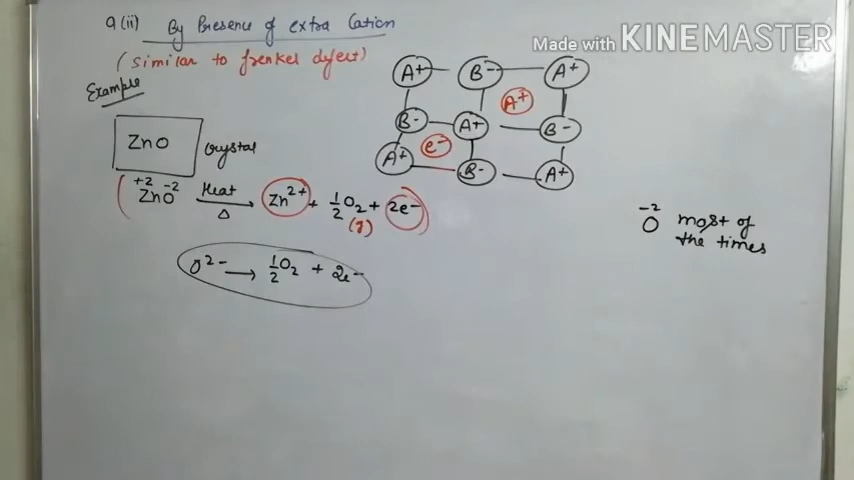 a(ii) By Presence of extra Cation
(similar to frenkel defect)
Made with KINEMASTER
Example
ZnO
crystal
A+ B- A+
A+
B- A+ B-
e-
A+ B- A+
+2 -2
( ZnO Heat Δ → Zn2+ + 1/2 O2 (g) + 2e- )
O2- → 1/2 O2 + 2e-
-2
O most of
the times